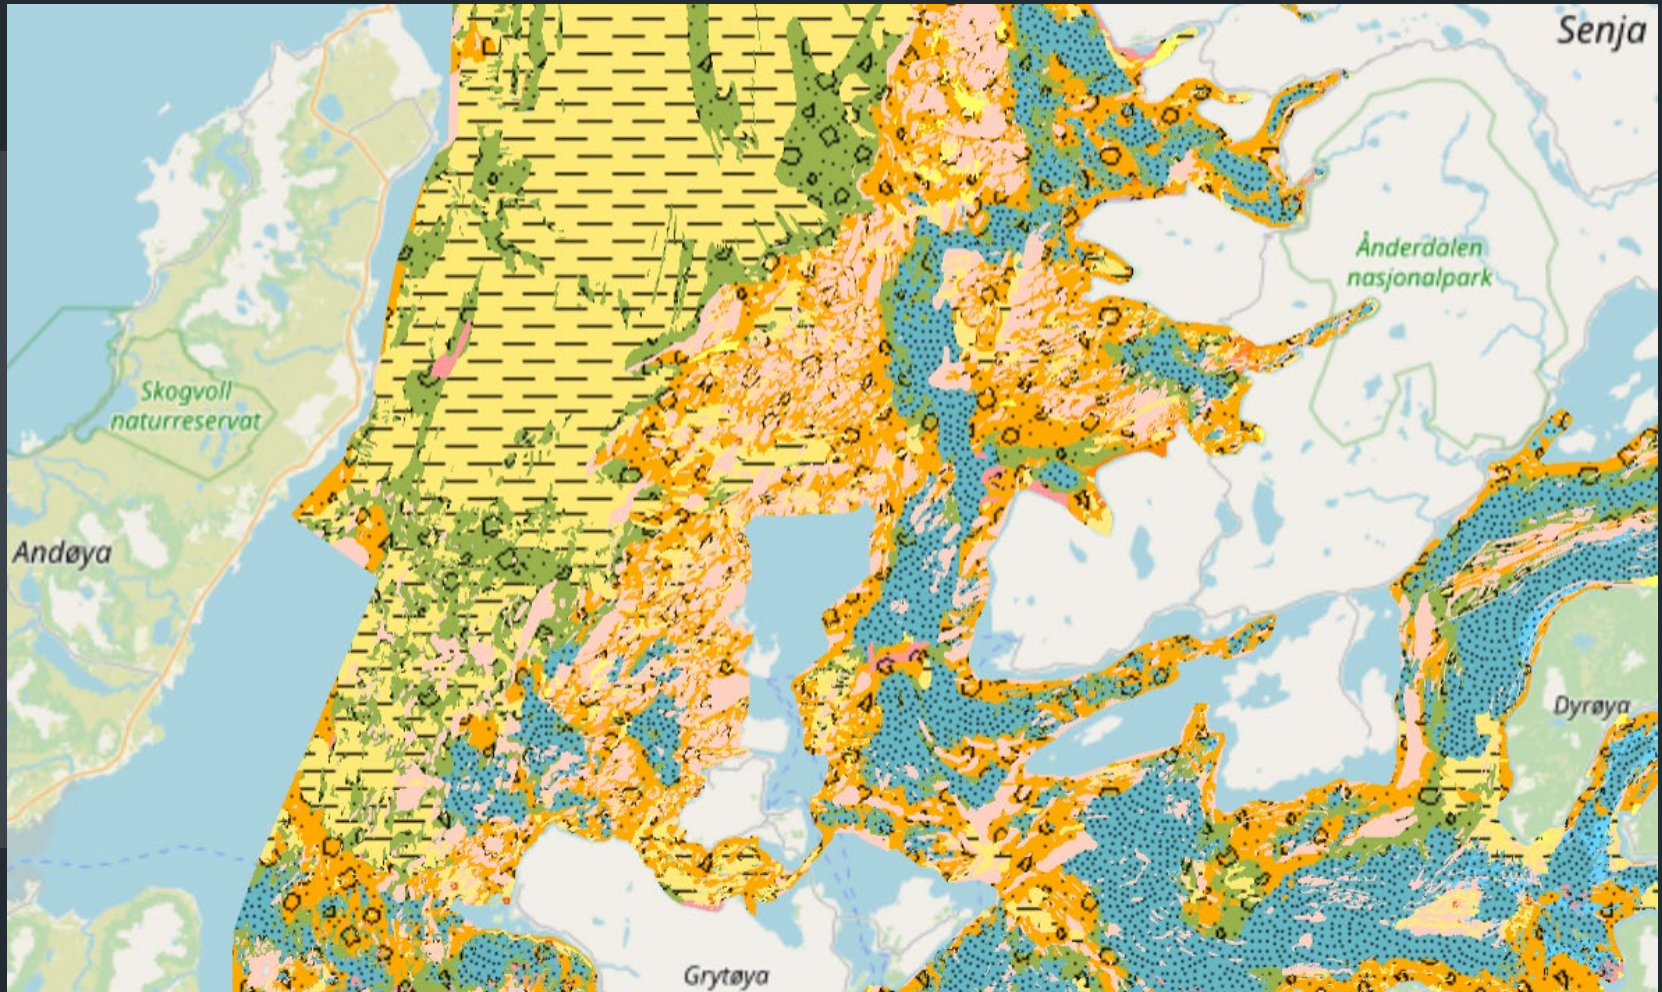 Senja
Ånderdalen
nasjonalpark
Skogvoll
naturreservat
Andøya
Dyrøya
Grytøya